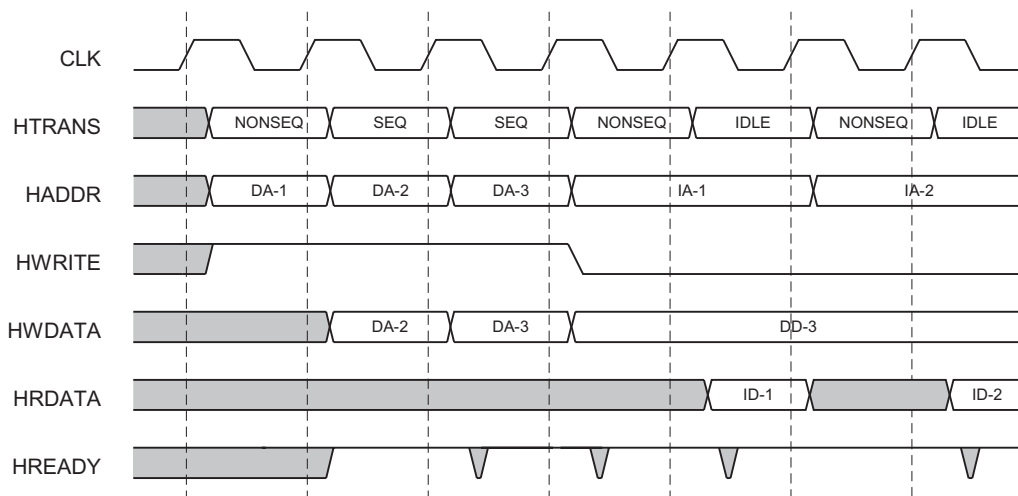 CLK
HTRANS NONSEQ SEQ SEQ NONSEQ IDLE NONSEQ IDLE
HADDR DA-1 DA-2 DA-3 IA-1 IA-2
HWRITE
HWDATA DA-2 DA-3 DD-3
HRDATA ID-1 ID-2
HREADY